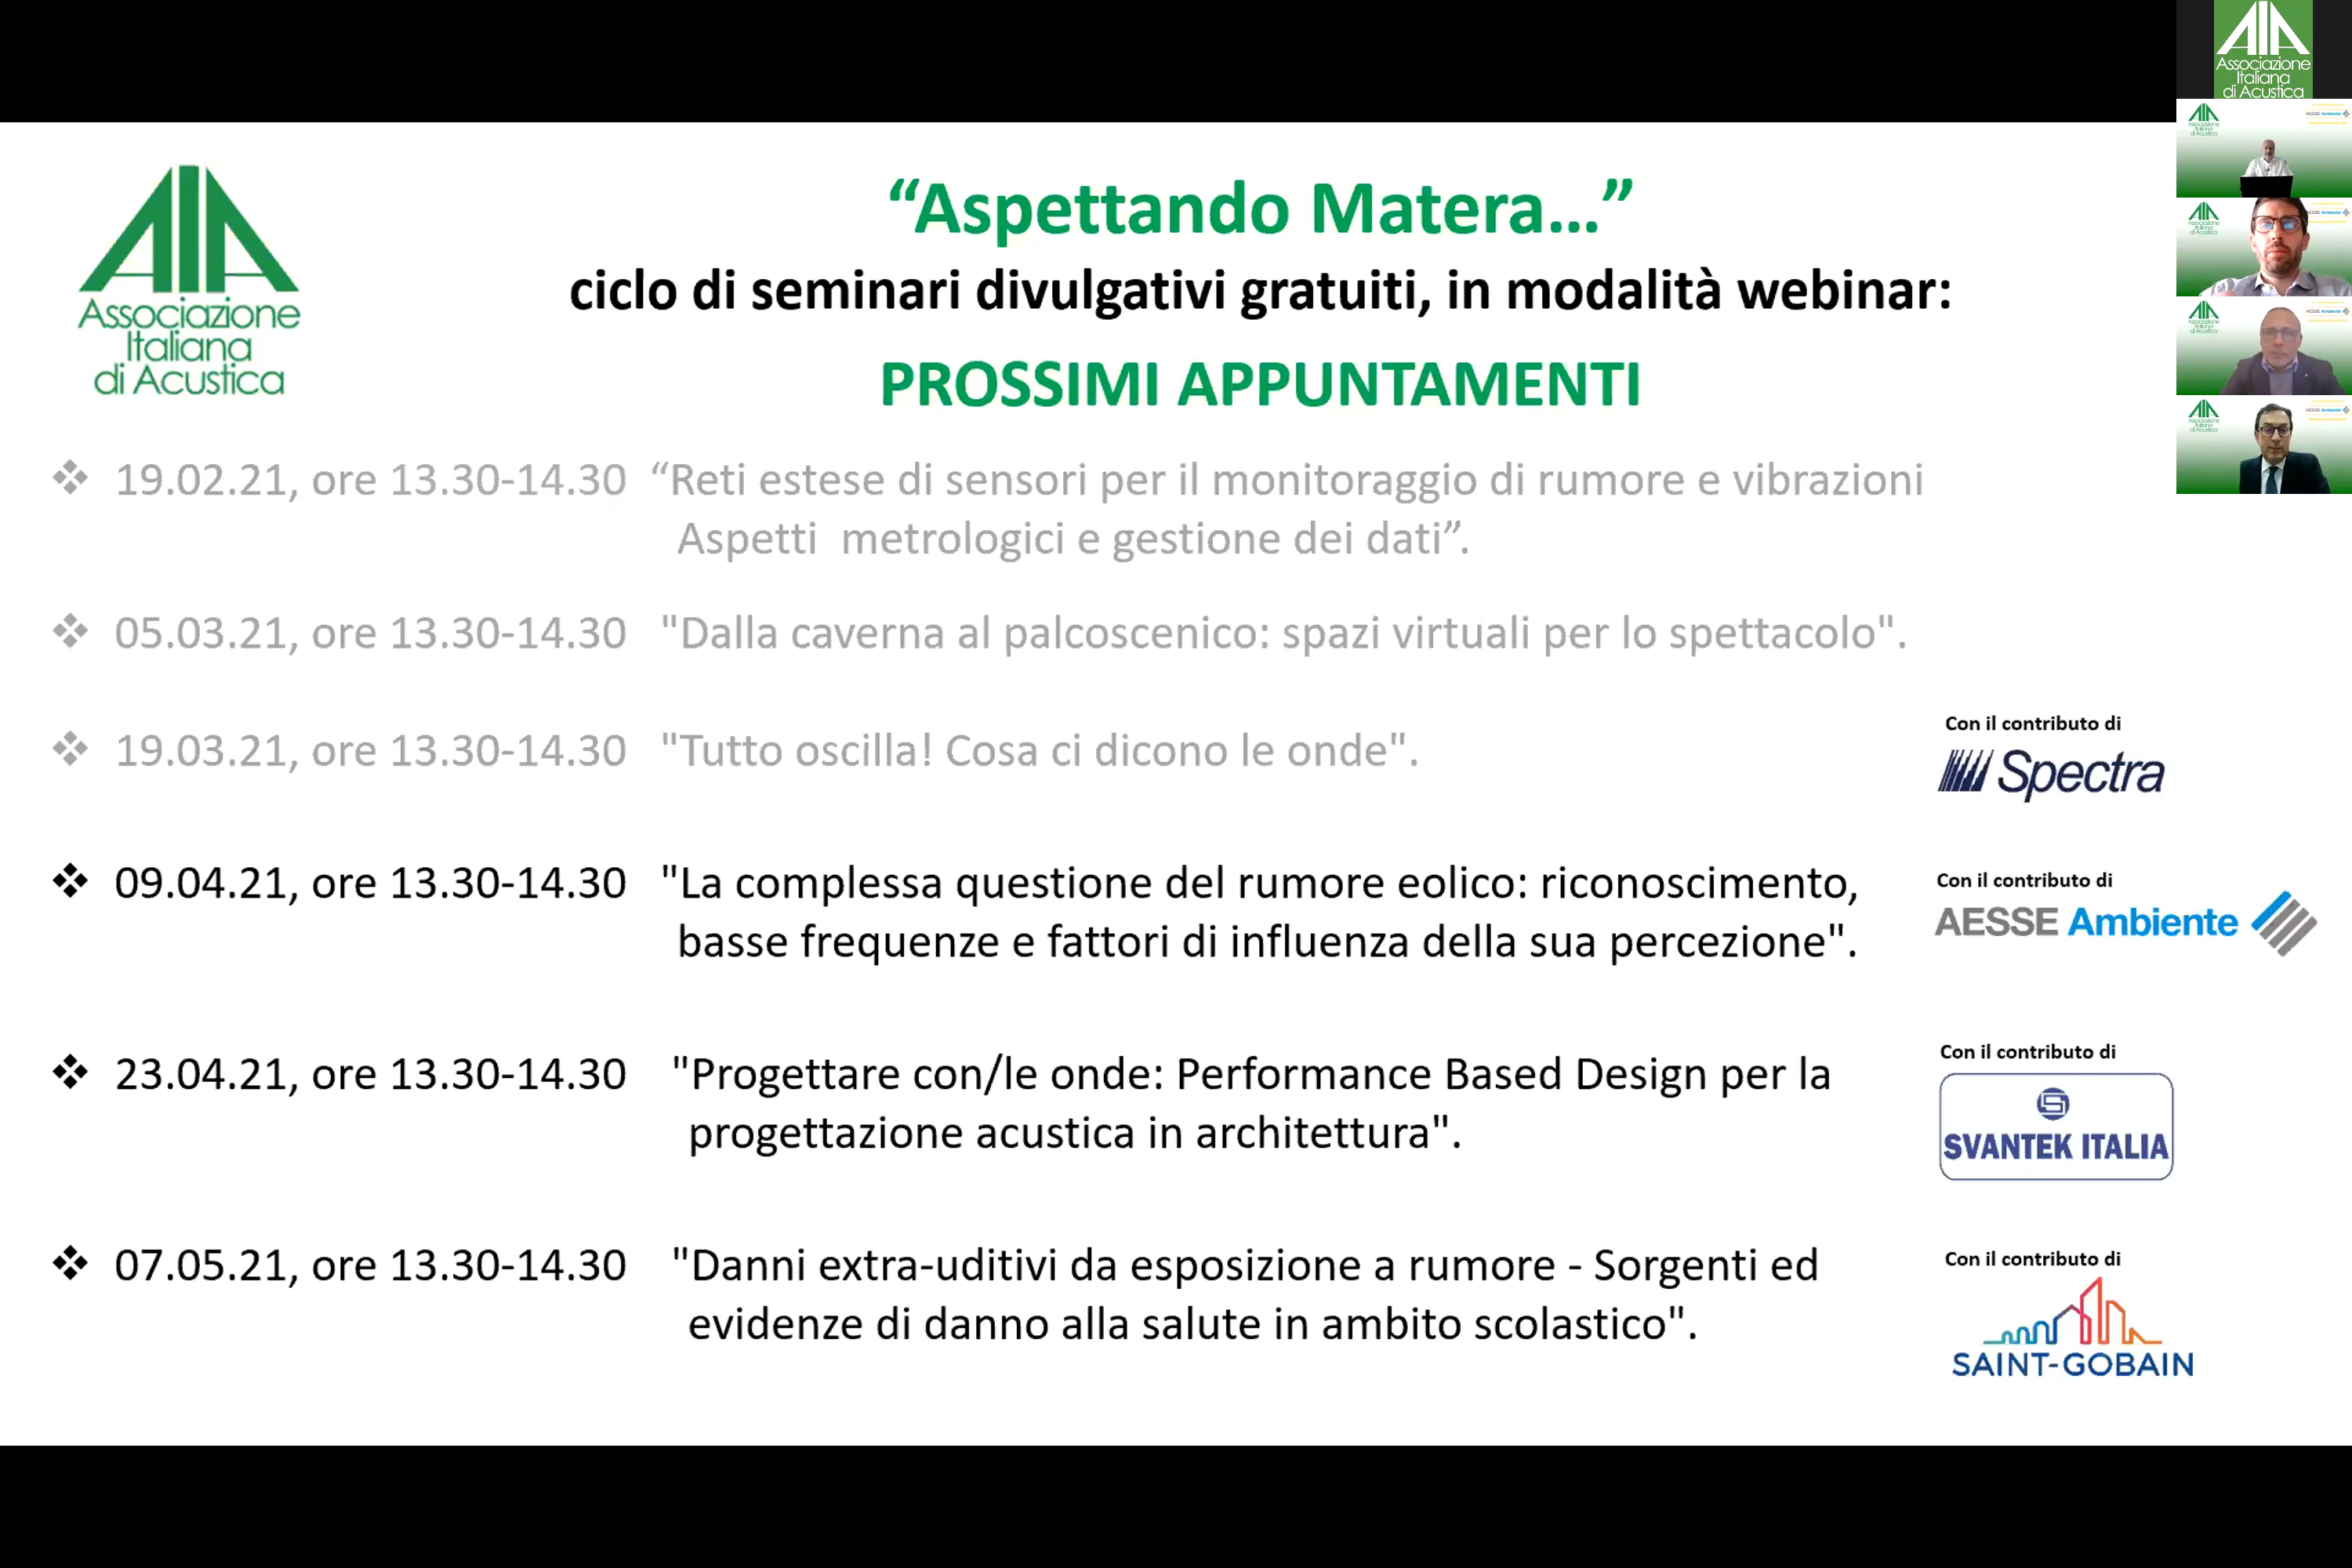 Associazione
Italiana
di Acustica
“Aspettando Matera...”
ciclo di seminari divulgativi gratuiti, in modalità webinar:
PROSSIMI APPUNTAMENTI
Associazione
Italiana
di Acustica
AESSE Ambiente
AESSE Ambiente
AESSE Ambiente
AESSE Ambiente
19.02.21, ore 13.30-14.30 “Reti estese di sensori per il monitoraggio di rumore e vibrazioni
Aspetti metrologici e gestione dei dati”.
05.03.21, ore 13.30-14.30 "Dalla caverna al palcoscenico: spazi virtuali per lo spettacolo".
19.03.21, ore 13.30-14.30 "Tutto oscilla! Cosa ci dicono le onde".
Con il contributo di
Spectra
09.04.21, ore 13.30-14.30 "La complessa questione del rumore eolico: riconoscimento,
basse frequenze e fattori di influenza della sua percezione".
Con il contributo di
AESSE Ambiente
23.04.21, ore 13.30-14.30 "Progettare con/le onde: Performance Based Design per la
progettazione acustica in architettura".
Con il contributo di
SVANTEK ITALIA
07.05.21, ore 13.30-14.30 "Danni extra-uditivi da esposizione a rumore - Sorgenti ed
evidenze di danno alla salute in ambito scolastico".
Con il contributo di
SAINT-GOBAIN